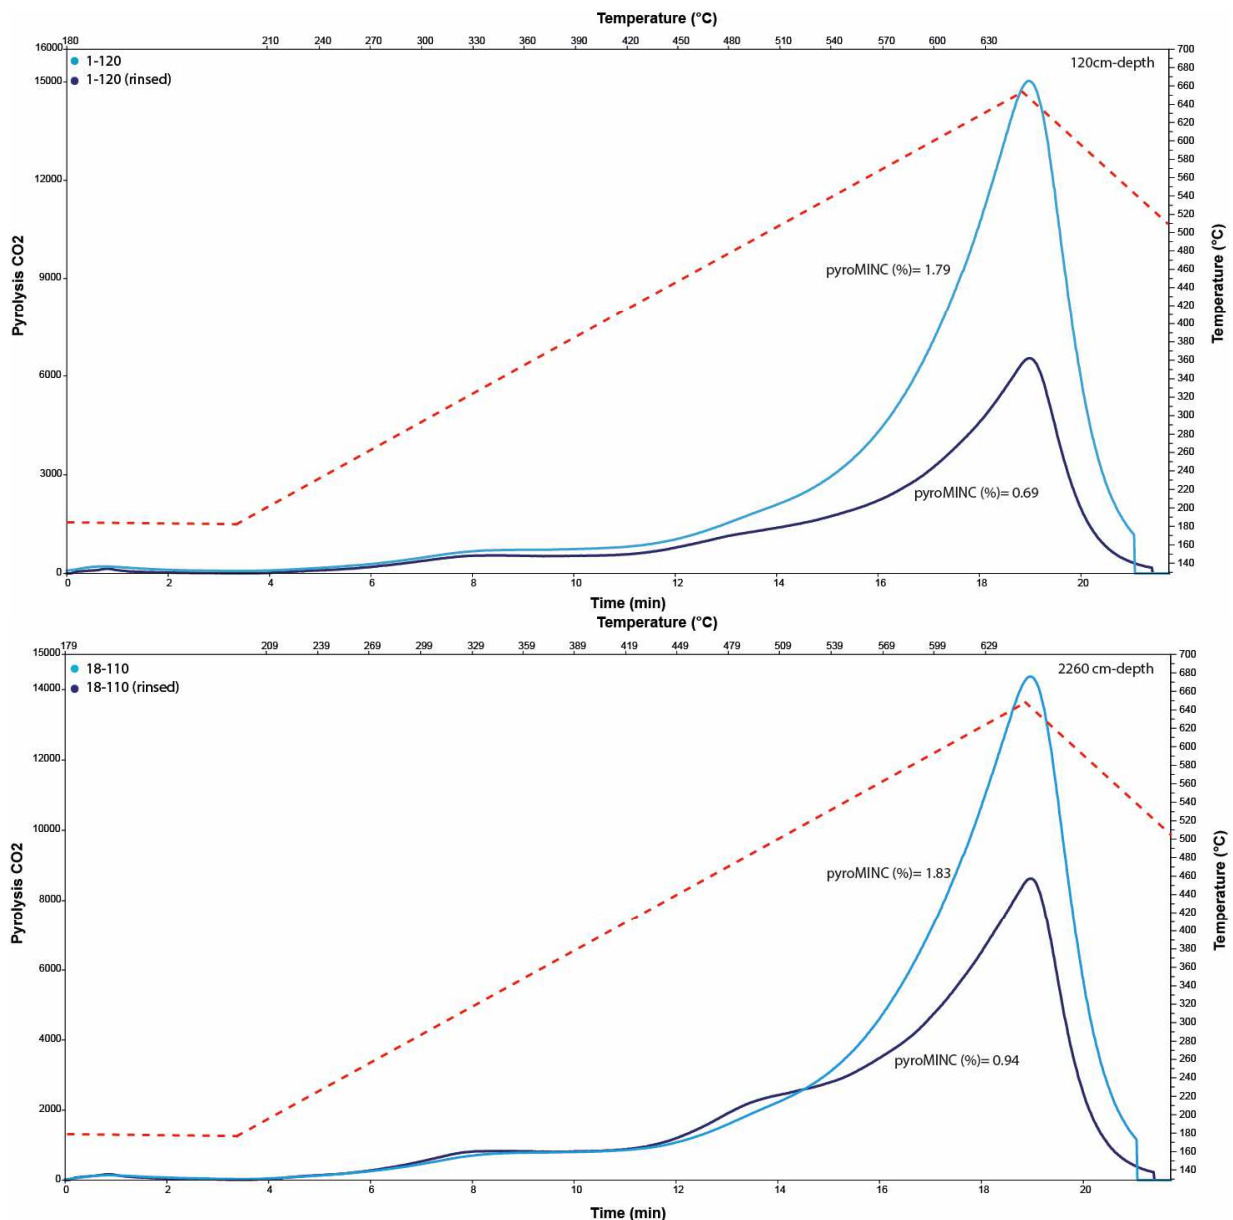 Temperature (°C)
180 210 240 270 300 330 360 390 420 450 480 510 540 570 600 630
16000 700
1-120 120cm-depth 680
1-120 (rinsed)
15000 660
640
620
600
12000 580
560
540
520
500
9000 pyroMINC (%)= 1.79 480
460
440
420
400
380
6000 360
340
320
300
280
260
240
3000 220
pyroMINC (%)= 0.69
200
180
160
140
0
Pyrolysis CO2
Temperature (°C)
0 2 4 6 8 10 12 14 16 18 20
Time (min)
Temperature (°C)
179 209 239 269 299 329 359 389 419 449 479 509 539 569 599 629
15000 700
18-110 2260 cm-depth
18-110 (rinsed) 680
14000 660
640
620
600
12000 580
560
540
520
10000 500
480
pyroMINC (%)= 1.83
460
440
8000 420
400
380
360
6000 340
320
300
280
4000 260
pyroMINC (%)= 0.94
240
220
2000 200
180
160
140
0
Pyrolysis CO2
Temperature (°C)
0 2 4 6 8 10 12 14 16 18 20
Time (min)